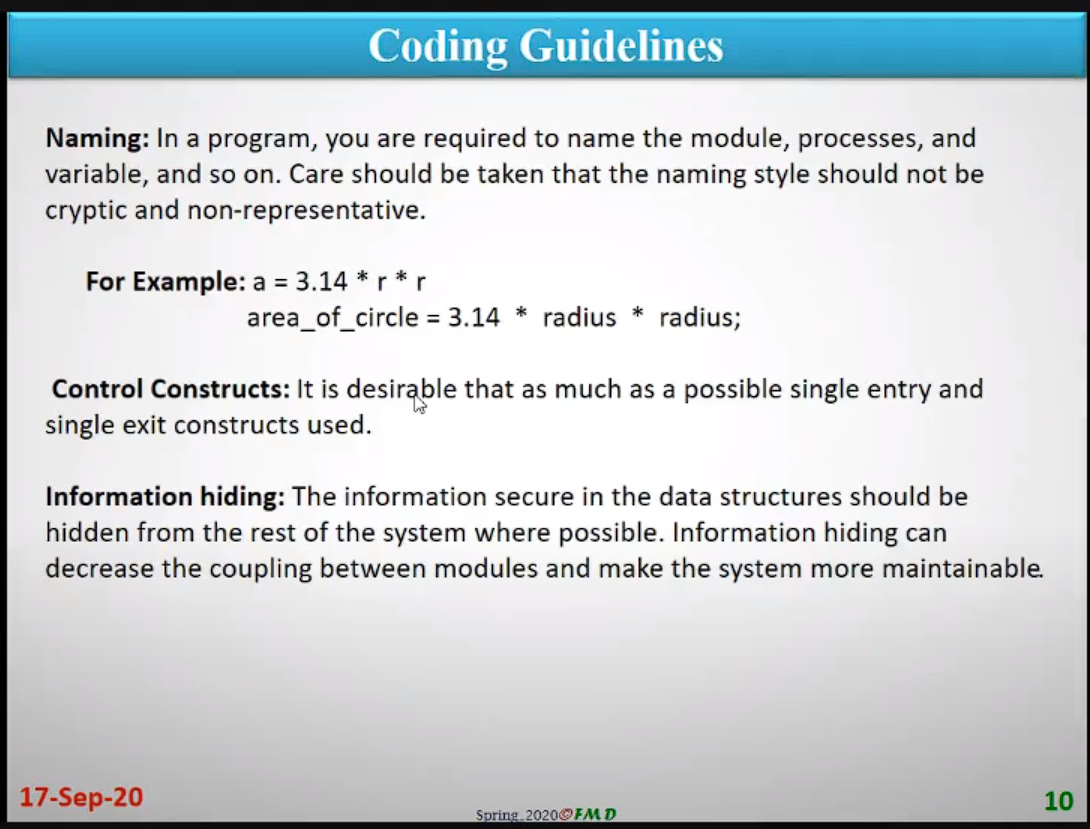 Coding Guidelines
Naming: In a program, you are required to name the module, processes, and
variable, and so on. Care should be taken that the naming style should not be
cryptic and non-representative.
For Example: a = 3.14 * r * r
area_of_circle = 3.14 * radius * radius;
Control Constructs: It is desirable that as much as a possible single entry and
single exit constructs used.
Information hiding: The information secure in the data structures should be
hidden from the rest of the system where possible. Information hiding can
decrease the coupling between modules and make the system more maintainable.
17-Sep-20
Spring_2020©FMD
10